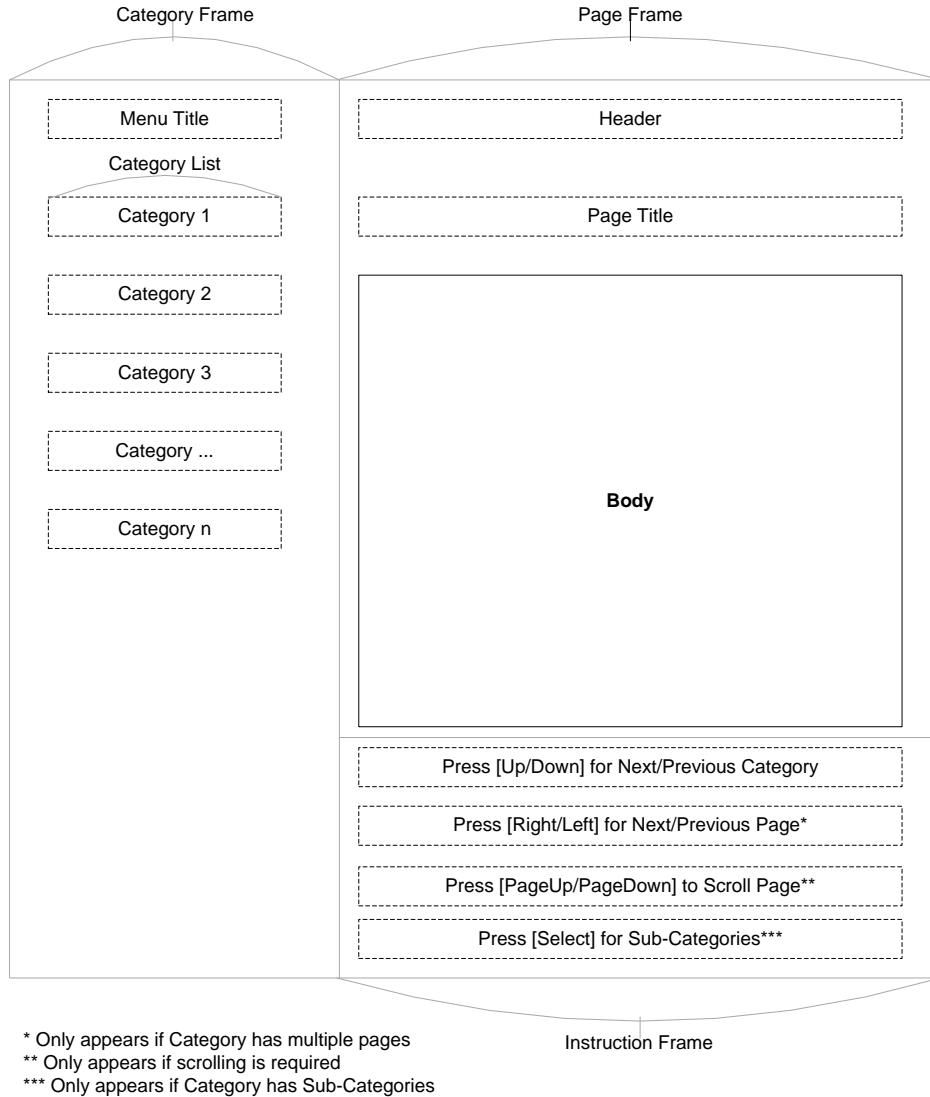 Category Frame
Page Frame
Menu Title
Header
Category List
Category 1
Page Title
Category 2
Category 3
Category ...
Category n
Body
Press [Up/Down] for Next/Previous Category
Press [Right/Left] for Next/Previous Page*
Press [PageUp/PageDown] to Scroll Page**
Press [Select] for Sub-Categories***
Instruction Frame
* Only appears if Category has multiple pages
** Only appears if scrolling is required
*** Only appears if Category has Sub-Categories